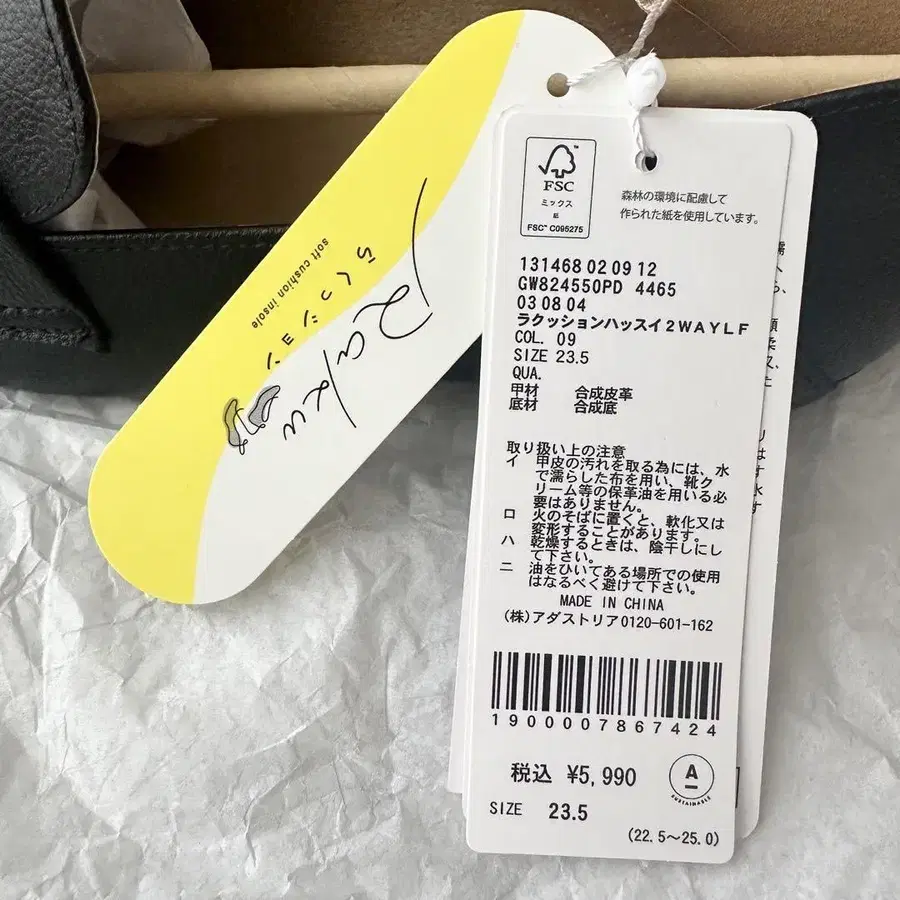 Raku
らくっション
soft cushion insole
FSC
ミックス
紙
FSC™ C095275
森林の環境に配慮して
作られた紙を使用しています。
131468 02 09 12
GW824550PD 4465
03 08 04
ラクッションハッスイ2WAYLF
COL. 09
SIZE 23.5
QUA.
甲材 合成皮革
底材 合成底
取り扱い上の注意
イ 甲皮の汚れを取る為には、水
で濡らした布を用い、靴ク
リーム等の保革油を用いる必
要はありません。
ロ 火のそばに置くと、軟化又は
変形することがあります。
ハ 乾燥するときは、陰干しにし
て下さい。
ニ 油をひいてある場所での使用
はなるべく避けて下さい。
MADE IN CHINA
(株)アダストリア0120-601-162
1900007867424
税込 ¥5,990
A
SUSTAINABLE
SIZE 23.5
(22.5~25.0)